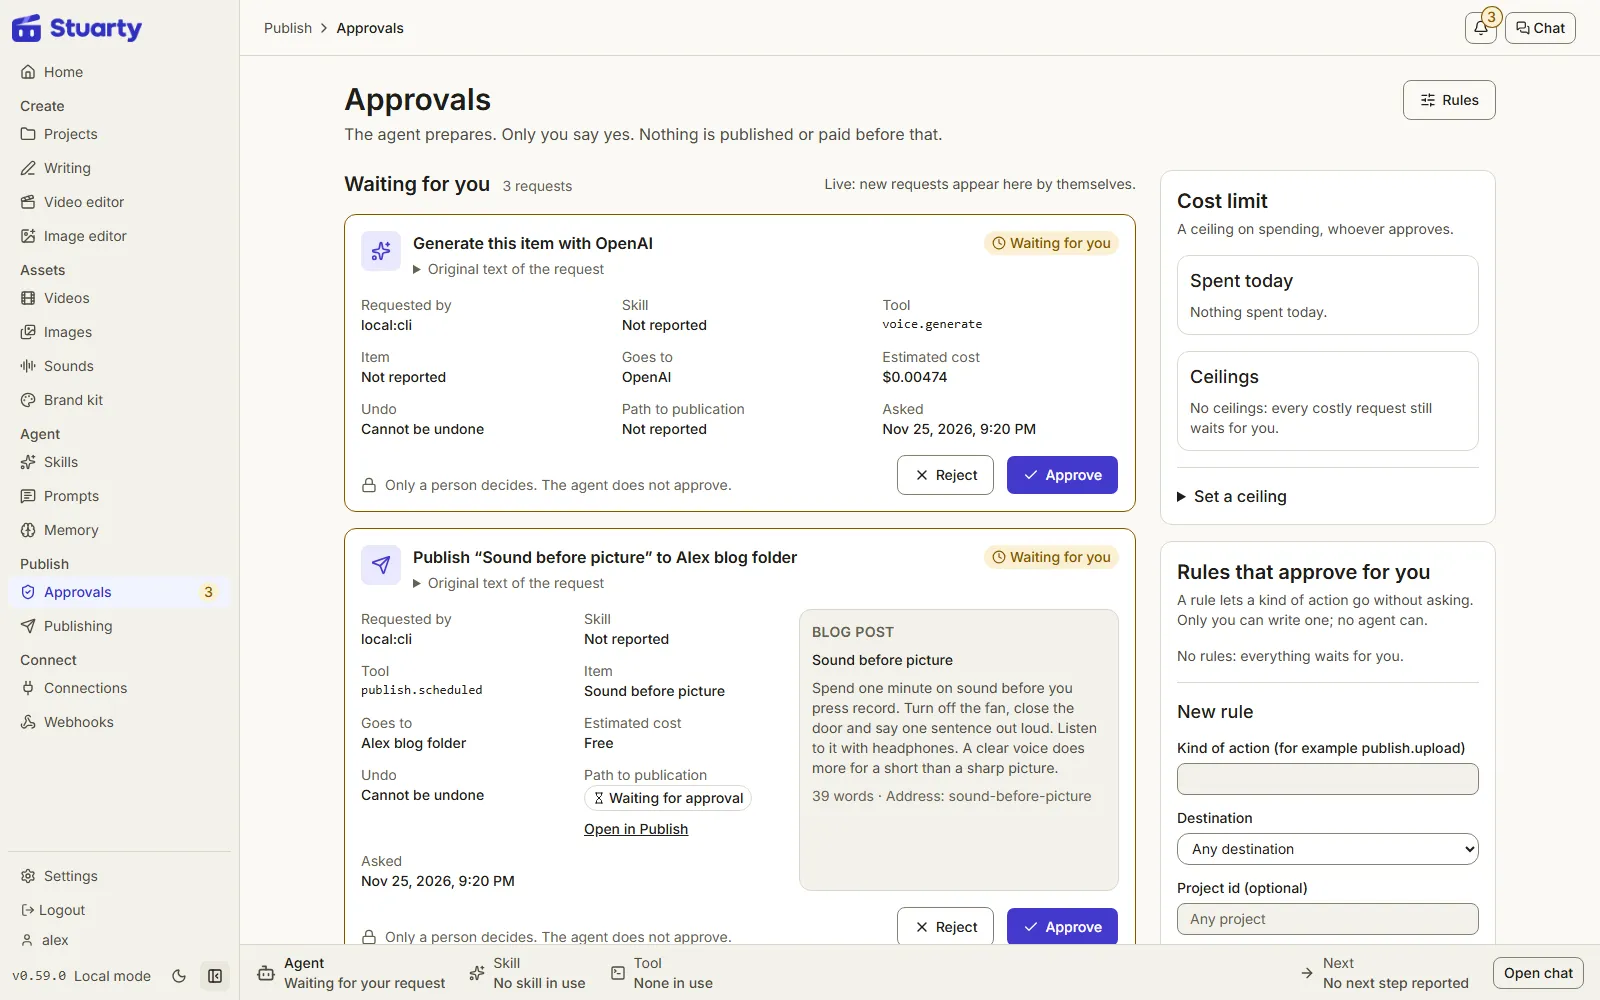 Stuarty
Home
Create
Projects
Writing
Video editor
Image editor
Assets
Videos
Images
Sounds
Brand kit
Agent
Skills
Prompts
Memory
Publish
Approvals 3
Publishing
Connect
Connections
Webhooks
Settings
Logout
alex
v0.59.0 Local mode
Publish > Approvals
3
Chat
Approvals
The agent prepares. Only you say yes. Nothing is published or paid before that.
Rules
Waiting for you 3 requests
Live: new requests appear here by themselves.
Generate this item with OpenAI
Waiting for you
Original text of the request
Requested by
local:cli
Skill
Not reported
Tool
voice.generate
Item
Not reported
Goes to
OpenAI
Estimated cost
$0.00474
Undo
Cannot be undone
Path to publication
Not reported
Asked
Nov 25, 2026, 9:20 PM
Only a person decides. The agent does not approve.
Reject
Approve
Publish “Sound before picture” to Alex blog folder
Waiting for you
Original text of the request
Requested by
local:cli
Skill
Not reported
Tool
publish.scheduled
Item
Sound before picture
Goes to
Alex blog folder
Estimated cost
Free
Undo
Cannot be undone
Path to publication
Waiting for approval
Open in Publish
Asked
Nov 25, 2026, 9:20 PM
BLOG POST
Sound before picture
Spend one minute on sound before you
press record. Turn off the fan, close the
door and say one sentence out loud. Listen
to it with headphones. A clear voice does
more for a short than a sharp picture.
39 words · Address: sound-before-picture
Only a person decides. The agent does not approve.
Reject
Approve
Cost limit
A ceiling on spending, whoever approves.
Spent today
Nothing spent today.
Ceilings
No ceilings: every costly request still
waits for you.
Set a ceiling
Rules that approve for you
A rule lets a kind of action go without asking.
Only you can write one; no agent can.
No rules: everything waits for you.
New rule
Kind of action (for example publish.upload)
Destination
Any destination
Project id (optional)
Any project
Agent
Waiting for your request
Skill
No skill in use
Tool
None in use
Next
No next step reported
Open chat